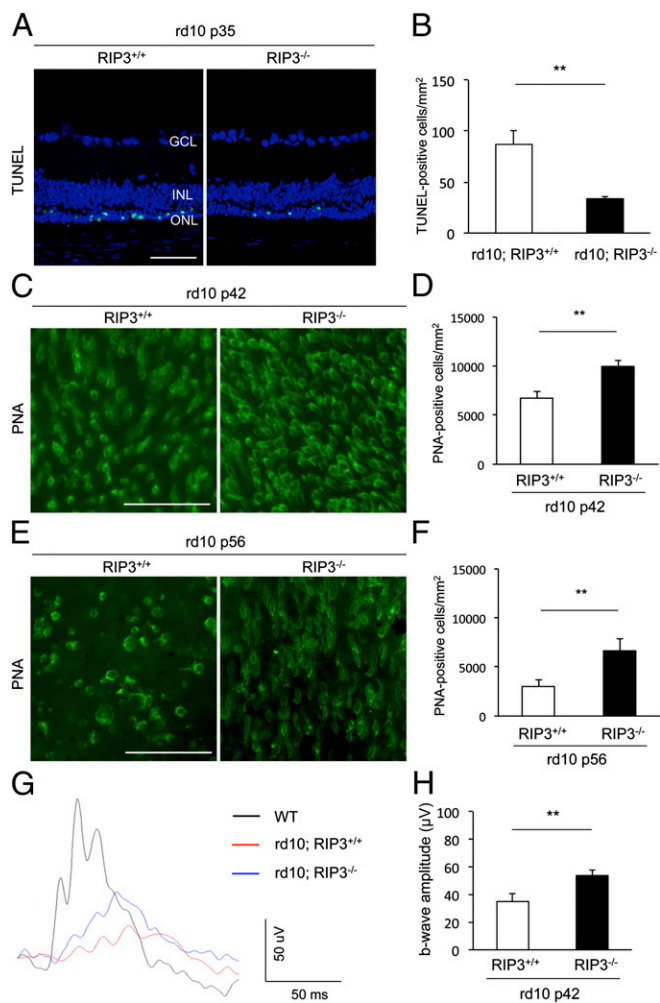 A
rd10 p35
RIP3+/+
RIP3-/-
TUNEL
GCL
INL
ONL
B
**
TUNEL-positive cells/mm²
150
100
50
0
rd10; RIP3+/+
rd10; RIP3-/-
C
rd10 p42
RIP3+/+
RIP3-/-
PNA
D
**
PNA-positive cells/mm²
15000
10000
5000
0
RIP3+/+
RIP3-/-
rd10 p42
E
rd10 p56
RIP3+/+
RIP3-/-
PNA
F
**
PNA-positive cells/mm²
15000
10000
5000
0
RIP3+/+
RIP3-/-
rd10 p56
G
WT
rd10; RIP3+/+
rd10; RIP3-/-
50 uV
50 ms
H
**
b-wave amplitude (µV)
100
80
60
40
20
0
RIP3+/+
RIP3-/-
rd10 p42